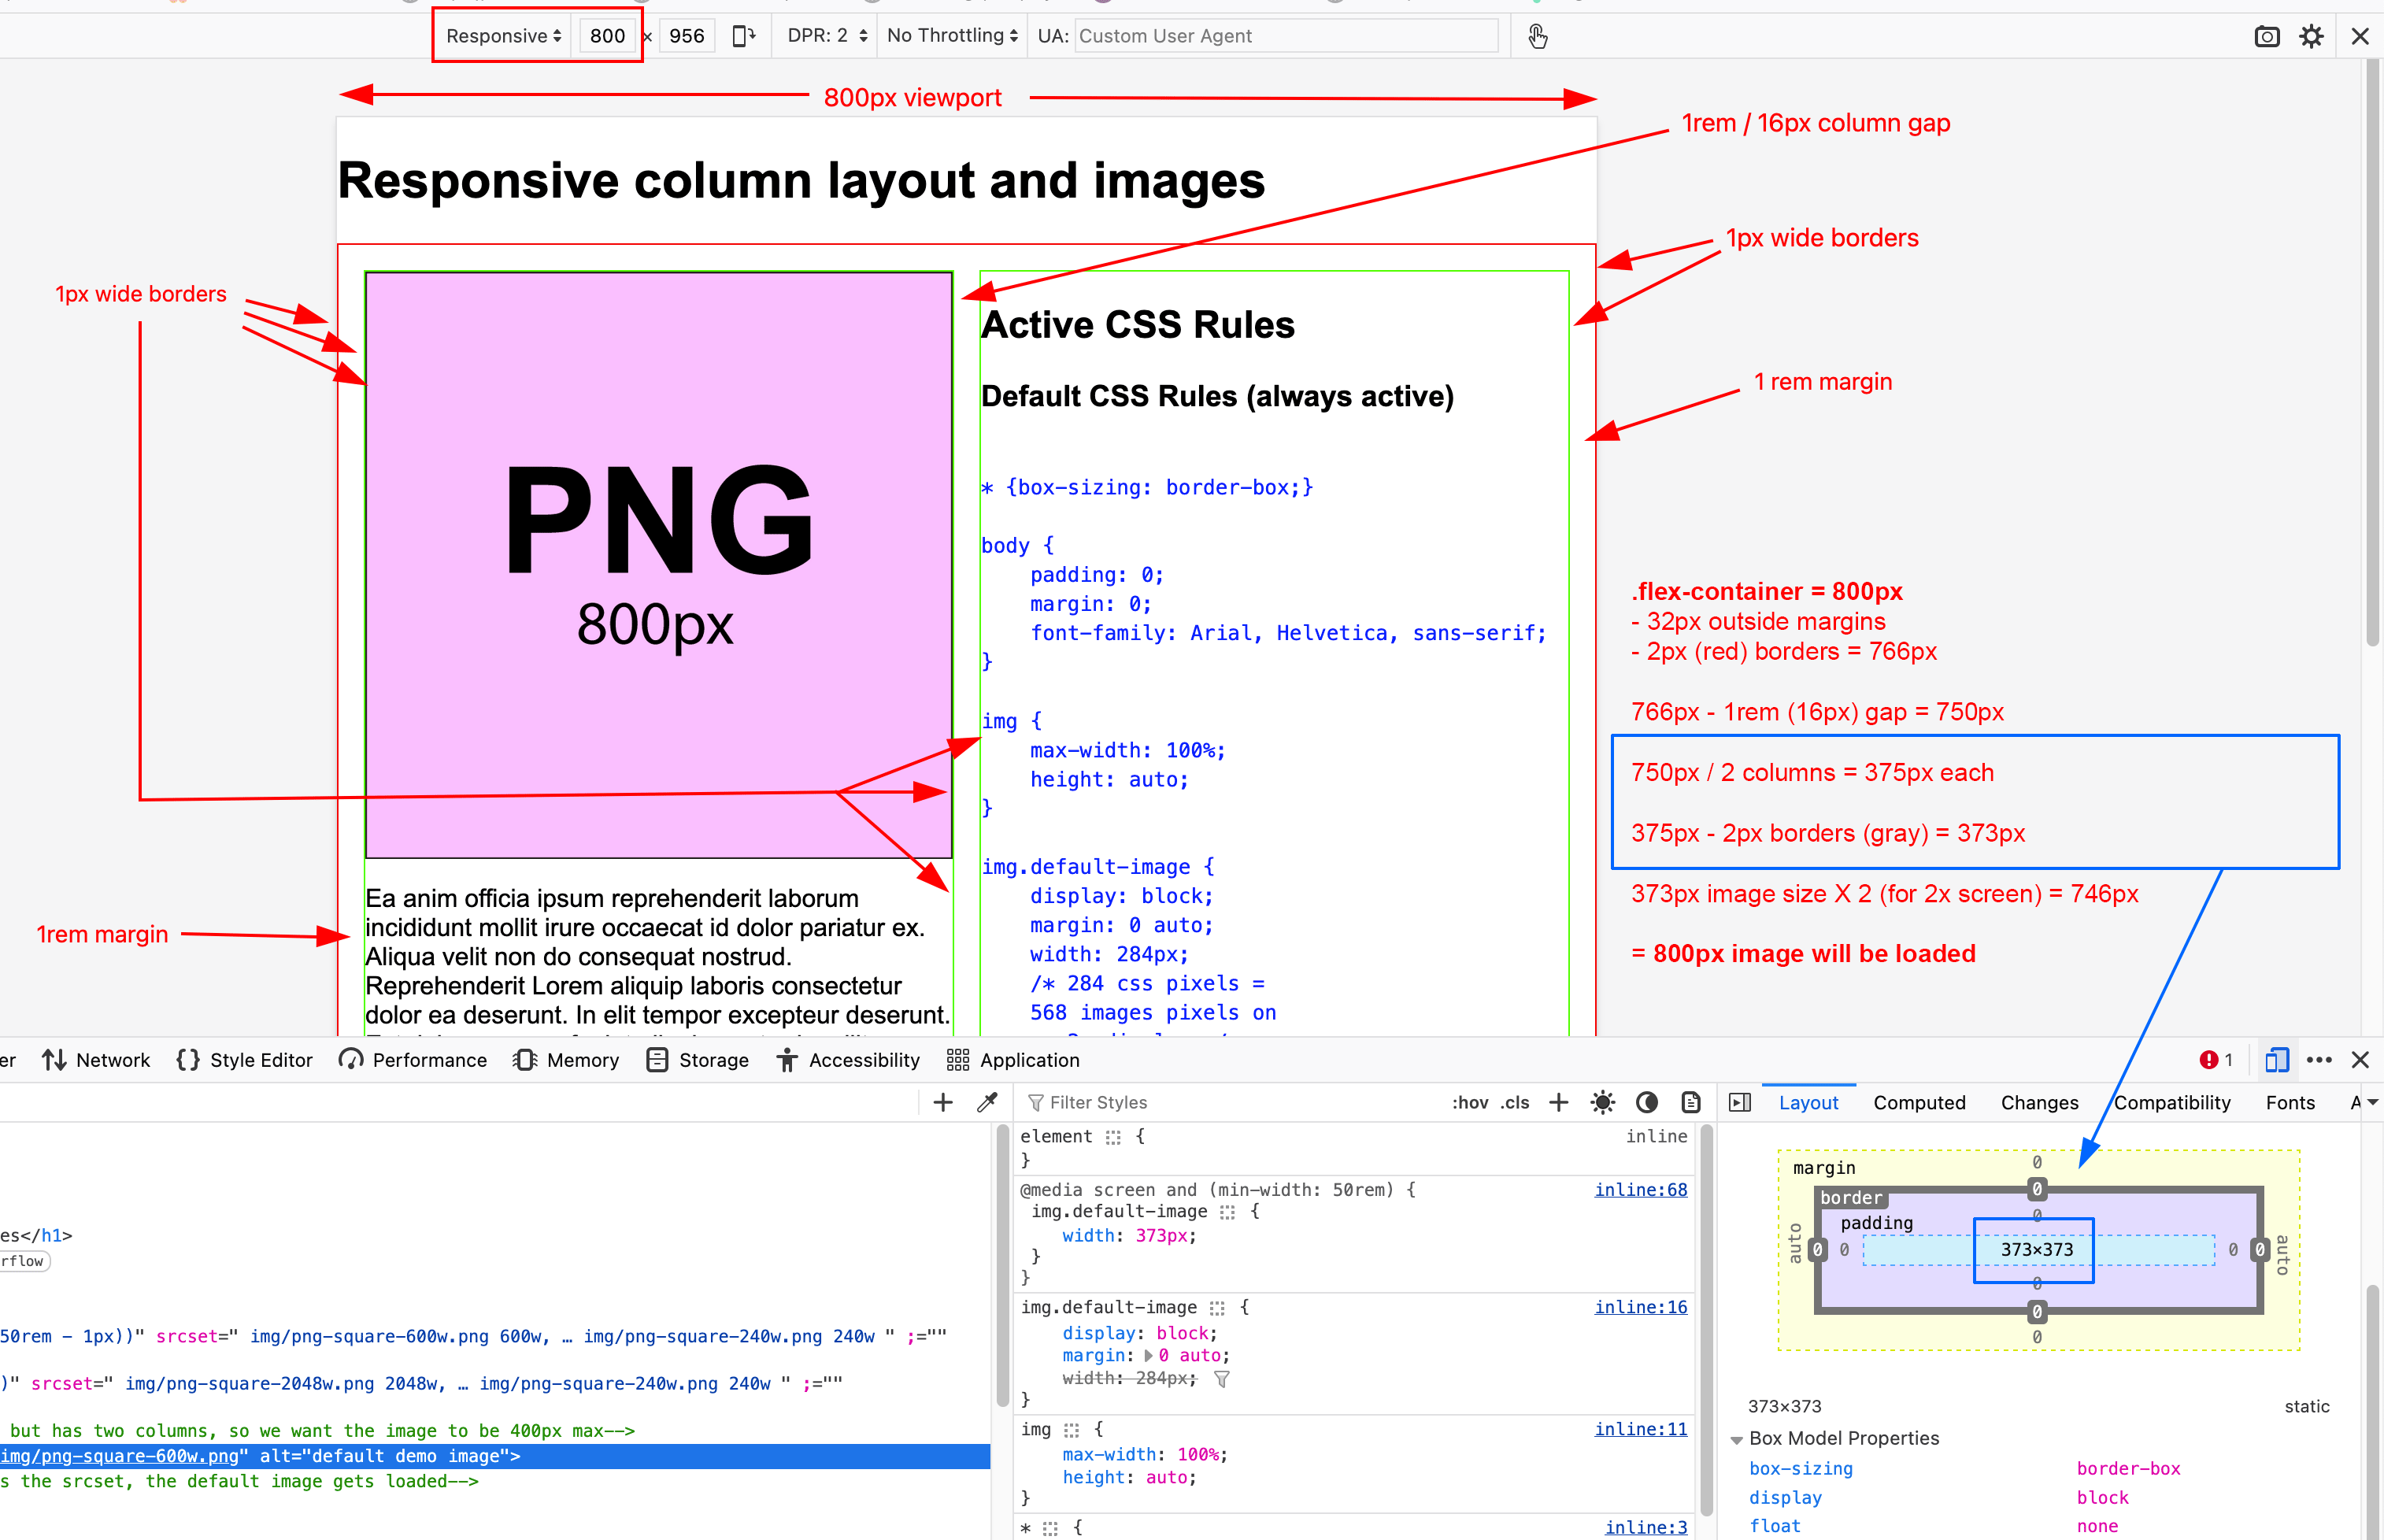 Responsive 800 × 956 DPR: 2 No Throttling UA: Custom User Agent
800px viewport
1rem / 16px column gap
Responsive column layout and images
1px wide borders
1px wide borders
Active CSS Rules
1 rem margin
Default CSS Rules (always active)
PNG
800px
* {box-sizing: border-box;}
body {
padding: 0;
margin: 0;
font-family: Arial, Helvetica, sans-serif;
}
img {
max-width: 100%;
height: auto;
}
img.default-image {
display: block;
margin: 0 auto;
width: 284px;
/* 284 css pixels =
568 images pixels on
.flex-container = 800px
- 32px outside margins
- 2px (red) borders = 766px
766px - 1rem (16px) gap = 750px
750px / 2 columns = 375px each
375px - 2px borders (gray) = 373px
373px image size X 2 (for 2x screen) = 746px
= 800px image will be loaded
Ea anim officia ipsum reprehenderit laborum
incididunt mollit irure occaecat id dolor pariatur ex.
Aliqua velit non do consequat nostrud.
Reprehenderit Lorem aliquip laboris consectetur
dolor ea deserunt. In elit tempor excepteur deserunt.
1rem margin
er Network {} Style Editor Performance Memory Storage Accessibility Application 1
+ Filter Styles :hov .cls + Layout Computed Changes Compatibility Fonts A
es</h1>
rflow
50rem - 1px))" srcset=" img/png-square-600w.png 600w, … img/png-square-240w.png 240w " ;=""
)" srcset=" img/png-square-2048w.png 2048w, … img/png-square-240w.png 240w " ;=""
but has two columns, so we want the image to be 400px max-->
img/png-square-600w.png" alt="default demo image">
s the srcset, the default image gets loaded-->
element { inline
}
@media screen and (min-width: 50rem) { inline:68
img.default-image {
width: 373px;
}
}
img.default-image { inline:16
display: block;
margin: 0 auto;
width: 284px;
}
img { inline:11
max-width: 100%;
height: auto;
}
* { inline:3
margin 0
border 0
padding 0
auto 0 0 373×373 0 0 auto
0
0
0
373×373 static
Box Model Properties
box-sizing border-box
display block
float none